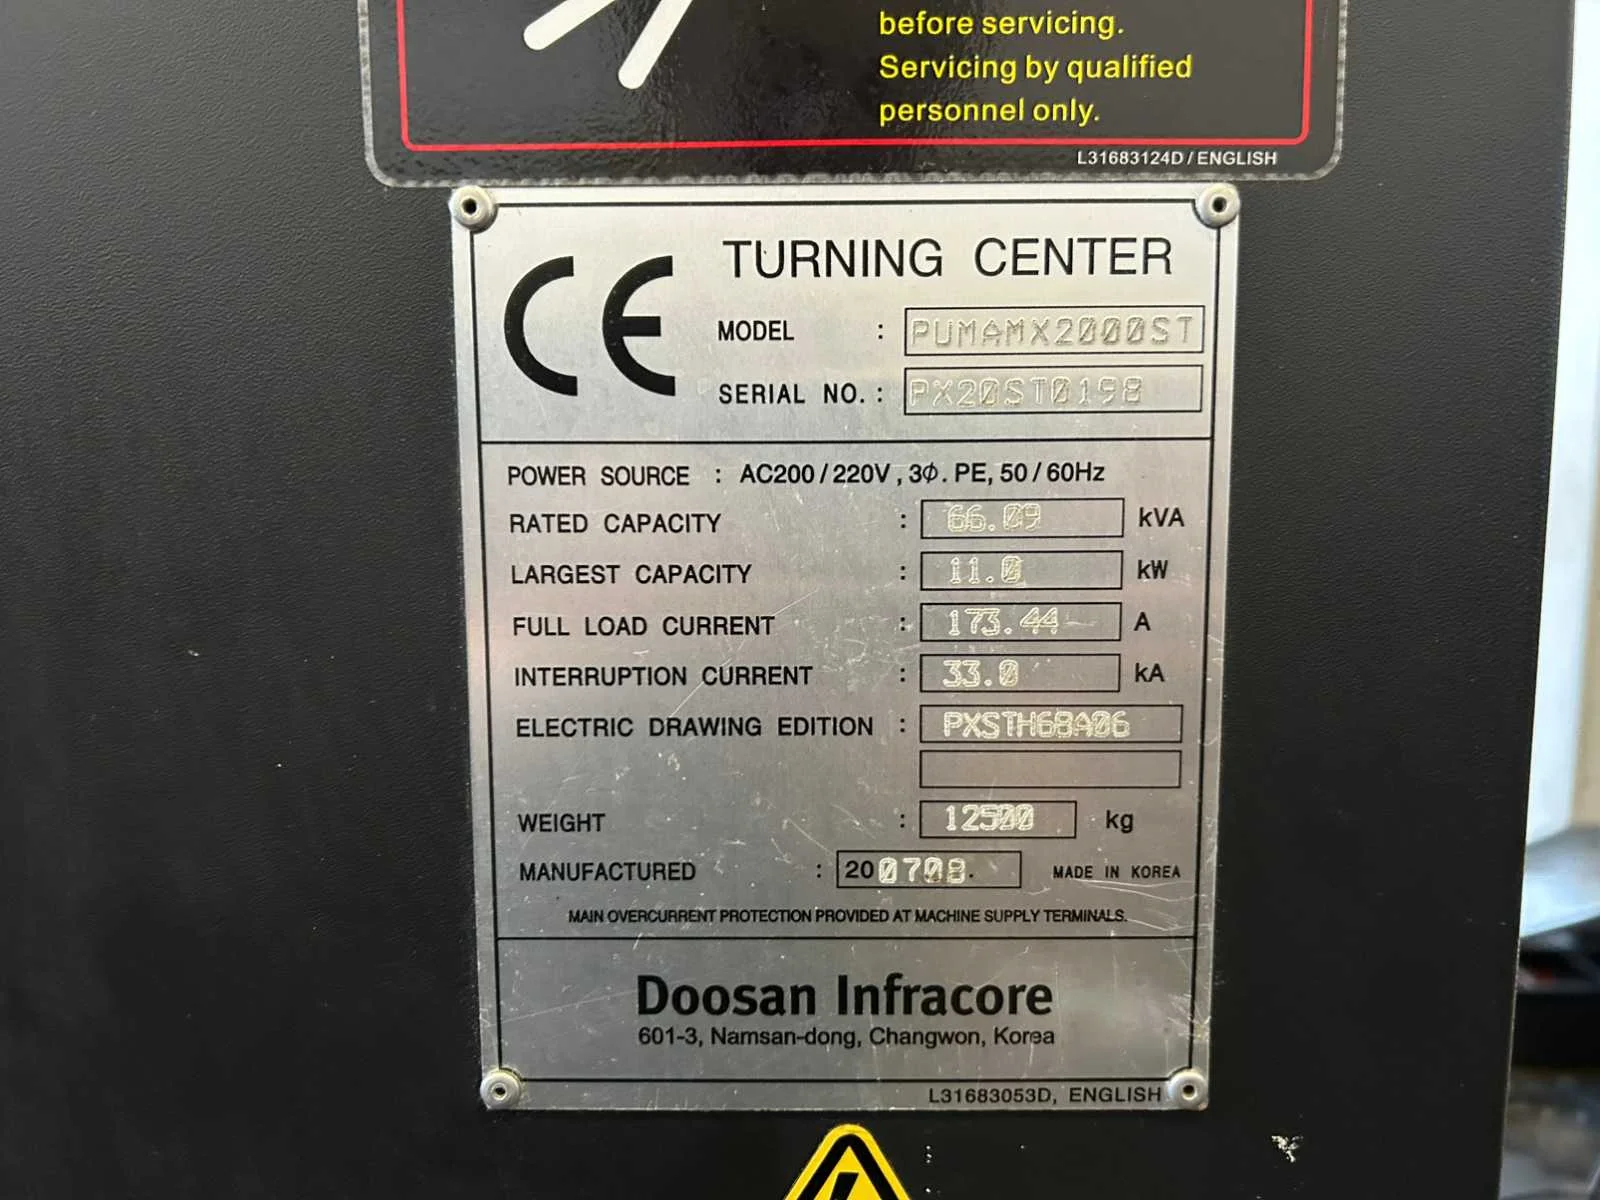 before servicing.
Servicing by qualified
personnel only.
L31683124D / ENGLISH
CE
TURNING CENTER
MODEL : PUMAMX2000ST
SERIAL NO. : PX20ST0198
POWER SOURCE : AC200 / 220V , 3Φ. PE, 50 / 60Hz
RATED CAPACITY : 66.09 kVA
LARGEST CAPACITY : 11.0 kW
FULL LOAD CURRENT : 173.44 A
INTERRUPTION CURRENT : 33.0 kA
ELECTRIC DRAWING EDITION : PXSTH68A06
WEIGHT : 12500 kg
MANUFACTURED : 200708. MADE IN KOREA
MAIN OVERCURRENT PROTECTION PROVIDED AT MACHINE SUPPLY TERMINALS.
Doosan Infracore
601-3, Namsan-dong, Changwon, Korea
L31683053D, ENGLISH